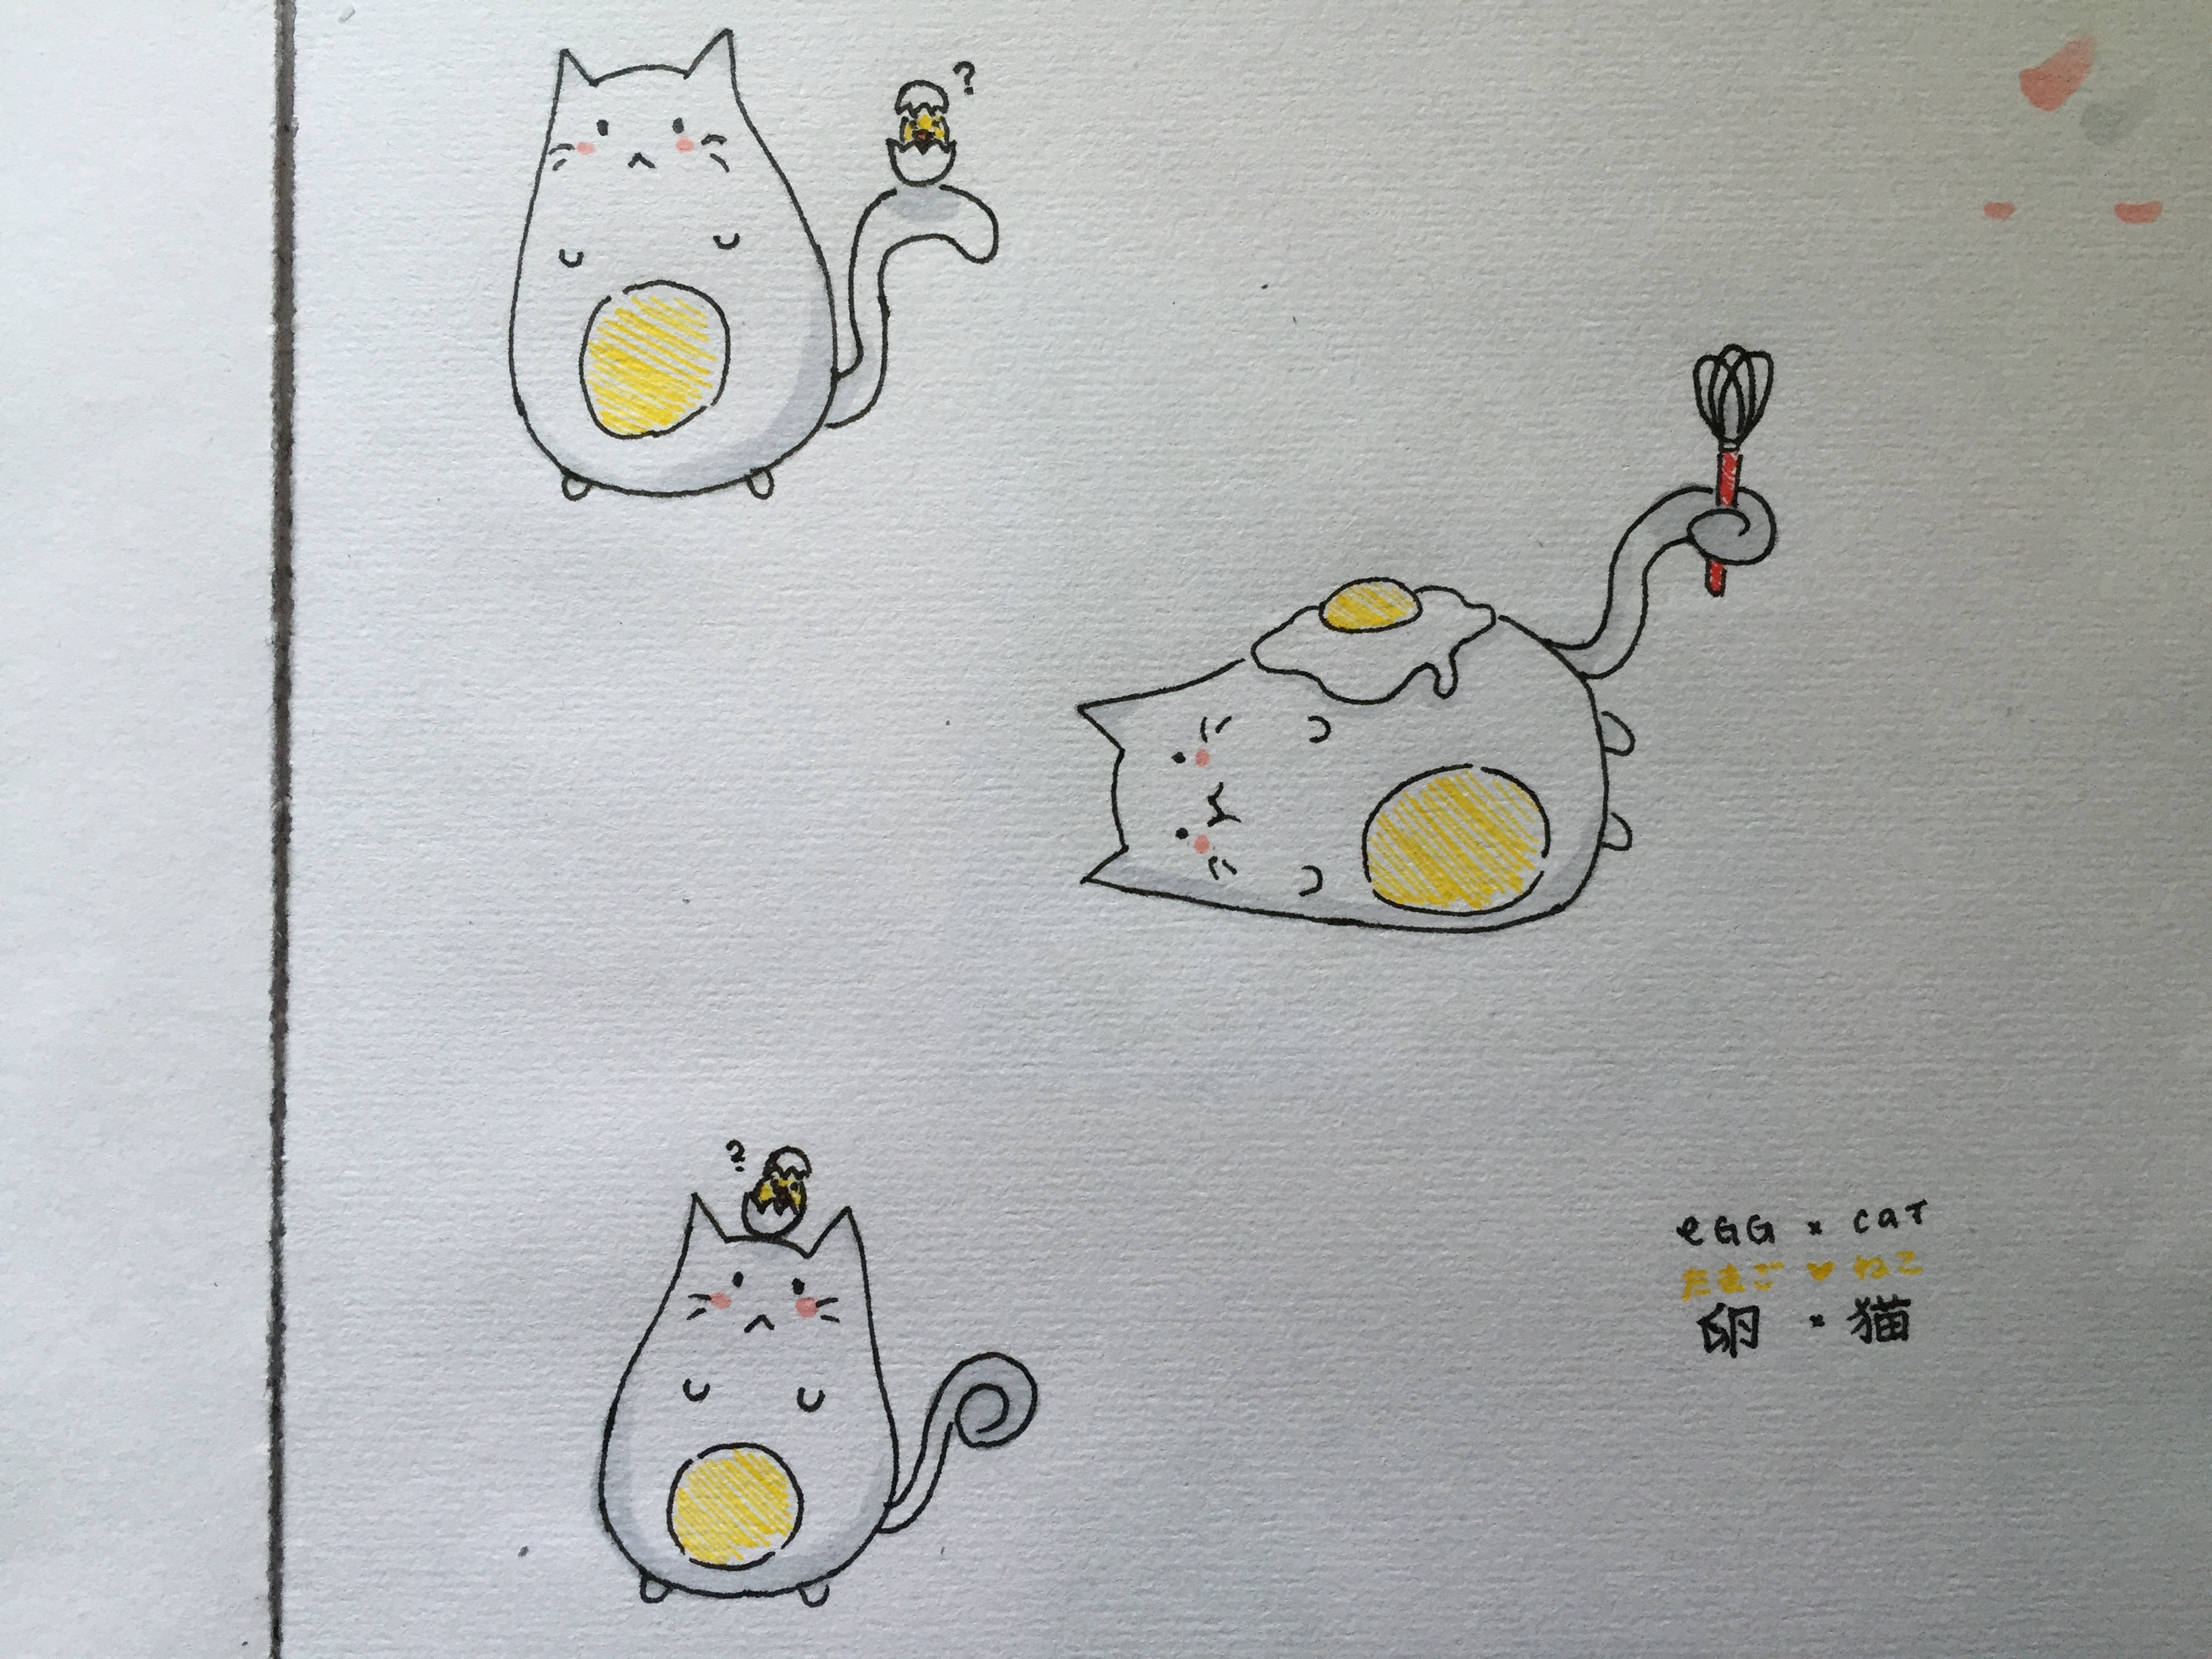 eGG × cat
たまご ♥ ねこ
卵 × 猫
?
?